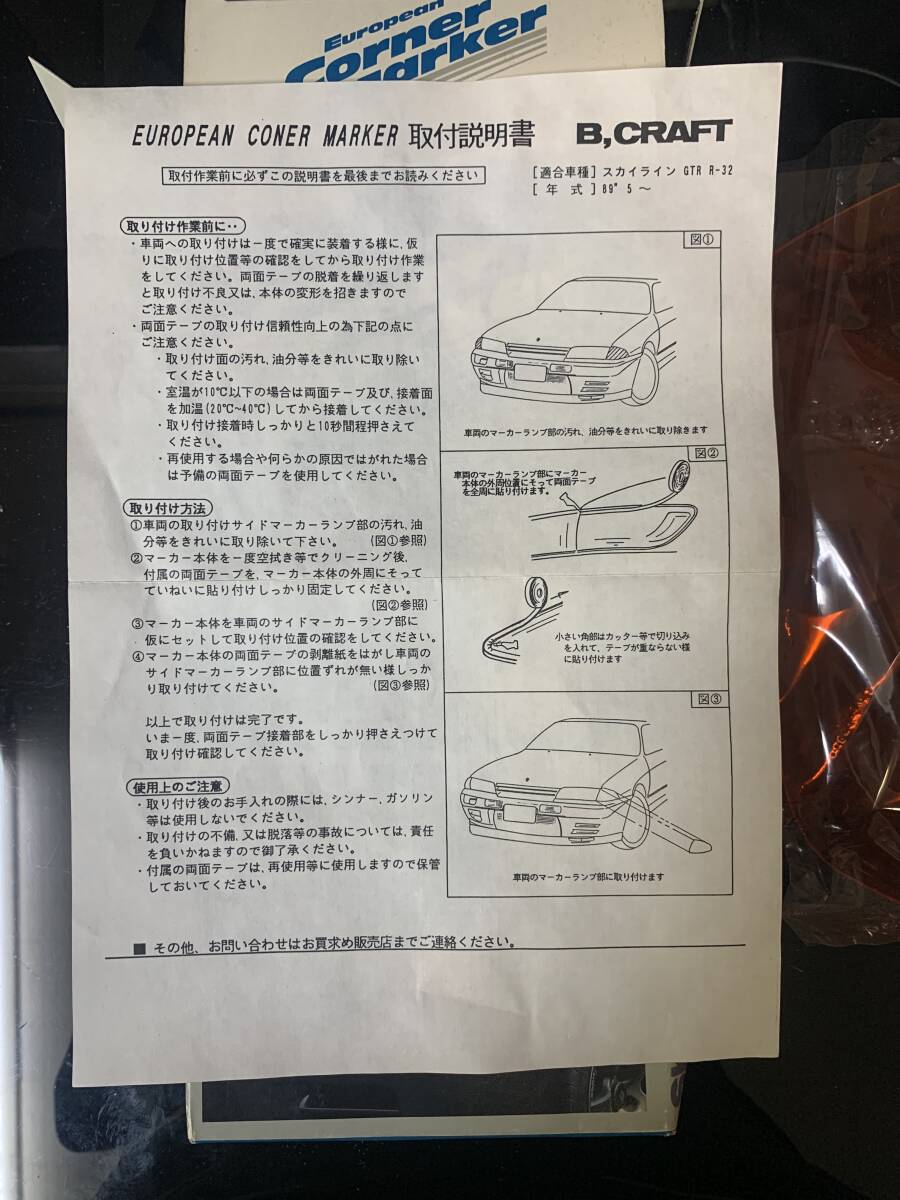 European
Corner
Marker
EUROPEAN CONER MARKER 取付説明書 B,CRAFT
取付作業前に必ずこの説明書を最後までお読みください
[適合車種] スカイライン GTR R-32
[年 式] 89" 5 ～
取り付け作業前に・・
・車両への取り付けは一度で確実に装着する様に、仮
りに取り付け位置等の確認をしてから取り付け作業
をしてください。両面テープの脱着を繰り返します
と取り付け不良又は、本体の変形を招きますので
ご注意ください。
・両面テープの取り付け信頼性向上の為下記の点に
ご注意ください。
・取り付け面の汚れ、油分等をきれいに取り除い
てください。
・室温が10℃以下の場合は両面テープ及び、接着面
を加温(20℃~40℃)してから接着してください。
・取り付け接着時しっかりと10秒間程押さえて
ください。
・再使用する場合や何らかの原因ではがれた場合
は予備の両面テープを使用してください。
取り付け方法
①車両の取り付けサイドマーカーランプ部の汚れ、油
分等をきれいに取り除いて下さい。 (図①参照)
②マーカー本体を一度空拭き等でクリーニング後、
付属の両面テープを、マーカー本体の外周にそって
ていねいに貼り付けしっかり固定してください。
(図②参照)
③マーカー本体を車両のサイドマーカーランプ部に
仮にセットして取り付け位置の確認をしてください。
④マーカー本体の両面テープの剥離紙をはがし車両の
サイドマーカーランプ部に位置ずれが無い様しっか
り取り付けてください。 (図③参照)
以上で取り付けは完了です。
いま一度、両面テープ接着部をしっかり押さえつけて
取り付け確認してください。
使用上のご注意
・取り付け後のお手入れの際には、シンナー、ガソリン
等は使用しないでください。
・取り付けの不備、又は脱落等の事故については、責任
を負いかねますので御了承ください。
・付属の両面テープは、再使用等に使用しますので保管
しておいてください。
図①
車両のマーカーランプ部の汚れ、油分等をきれいに取り除きます
図②
車両のマーカーランプ部にマーカー
本体の外周位置にそって両面テープ
を全周に貼り付けます。
小さい角部はカッター等で切り込み
を入れて、テープが重ならない様
に貼り付けます
図③
車両のマーカーランプ部に取り付けます
■ その他、お問い合わせはお買求め販売店までご連絡ください。